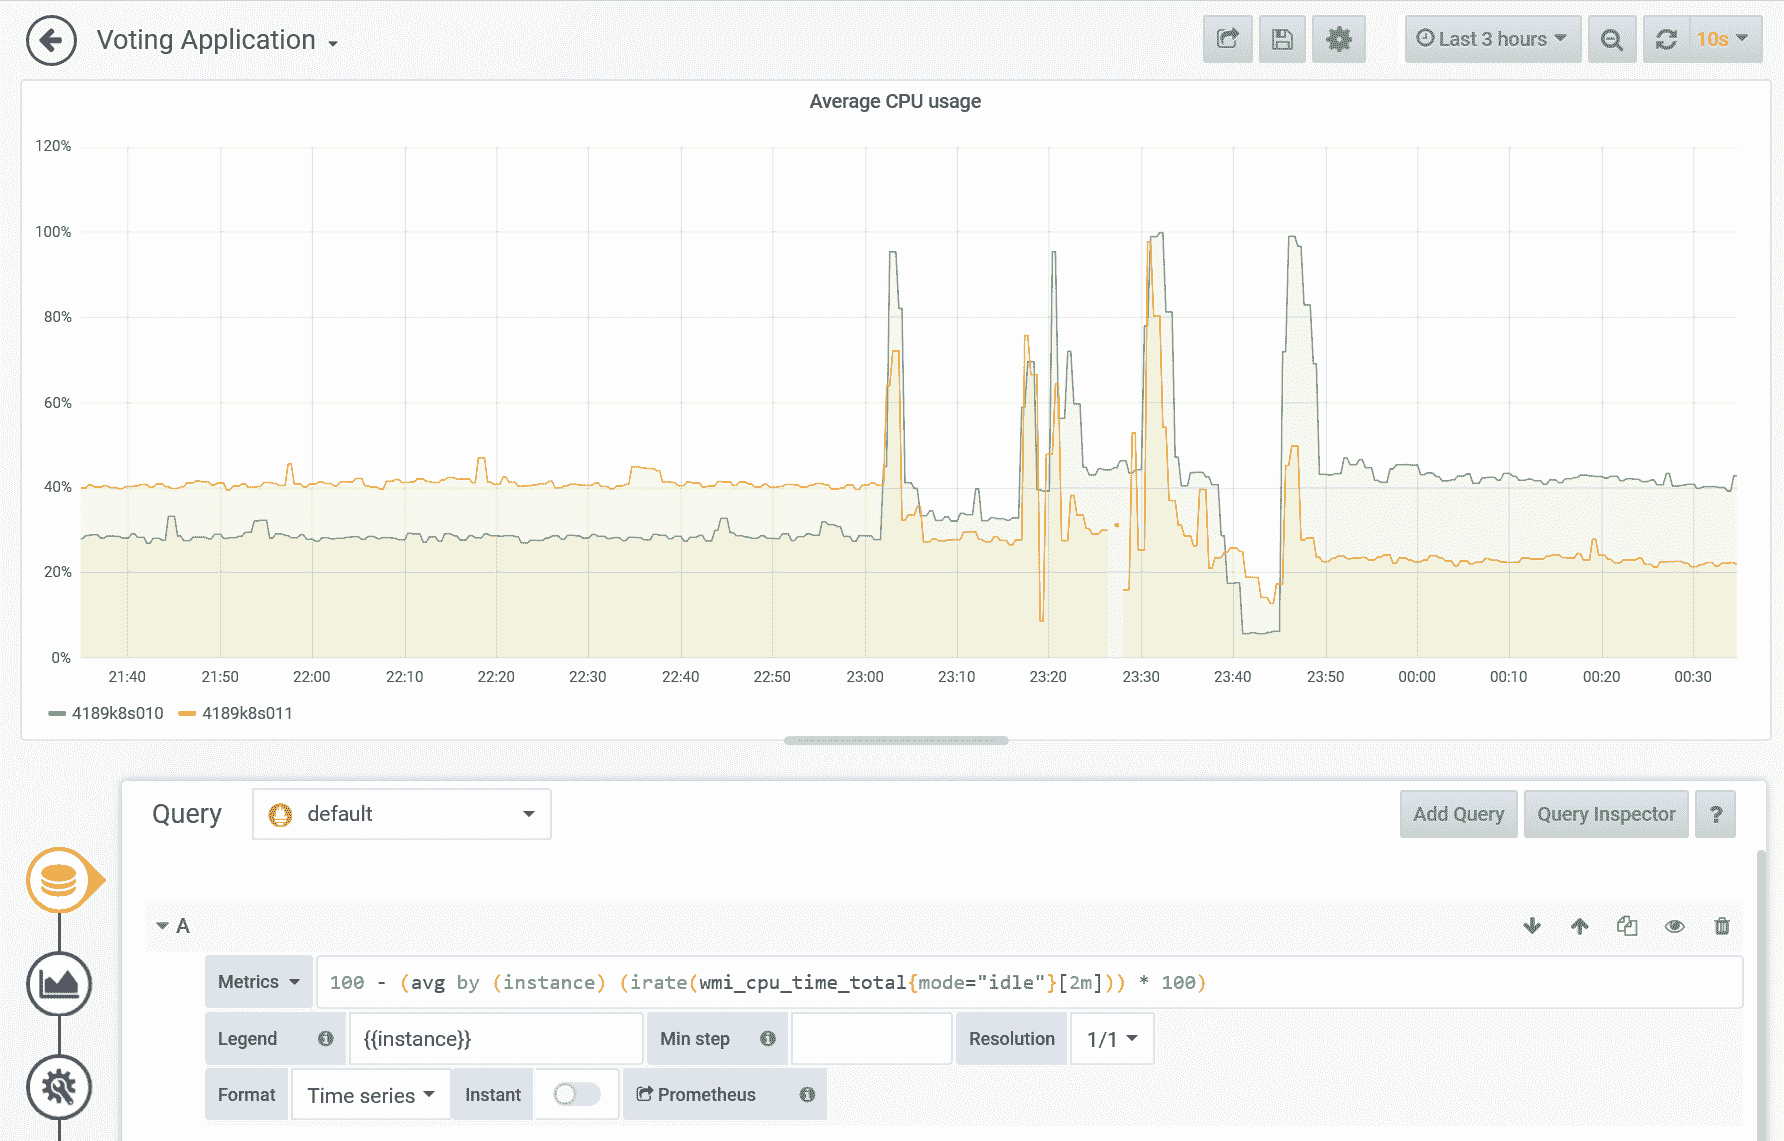 Voting Application
Last 3 hours
10s
Average CPU usage
120%
100%
80%
60%
40%
20%
0%
21:40 21:50 22:00 22:10 22:20 22:30 22:40 22:50 23:00 23:10 23:20 23:30 23:40 23:50 00:00 00:10 00:20 00:30
4189k8s010 4189k8s011
Query default Add Query Query Inspector ?
A
Metrics 100 - (avg by (instance) (irate(wmi_cpu_time_total{mode="idle"}[2m])) * 100)
Legend {{instance}} Min step Resolution 1/1
Format Time series Instant Prometheus